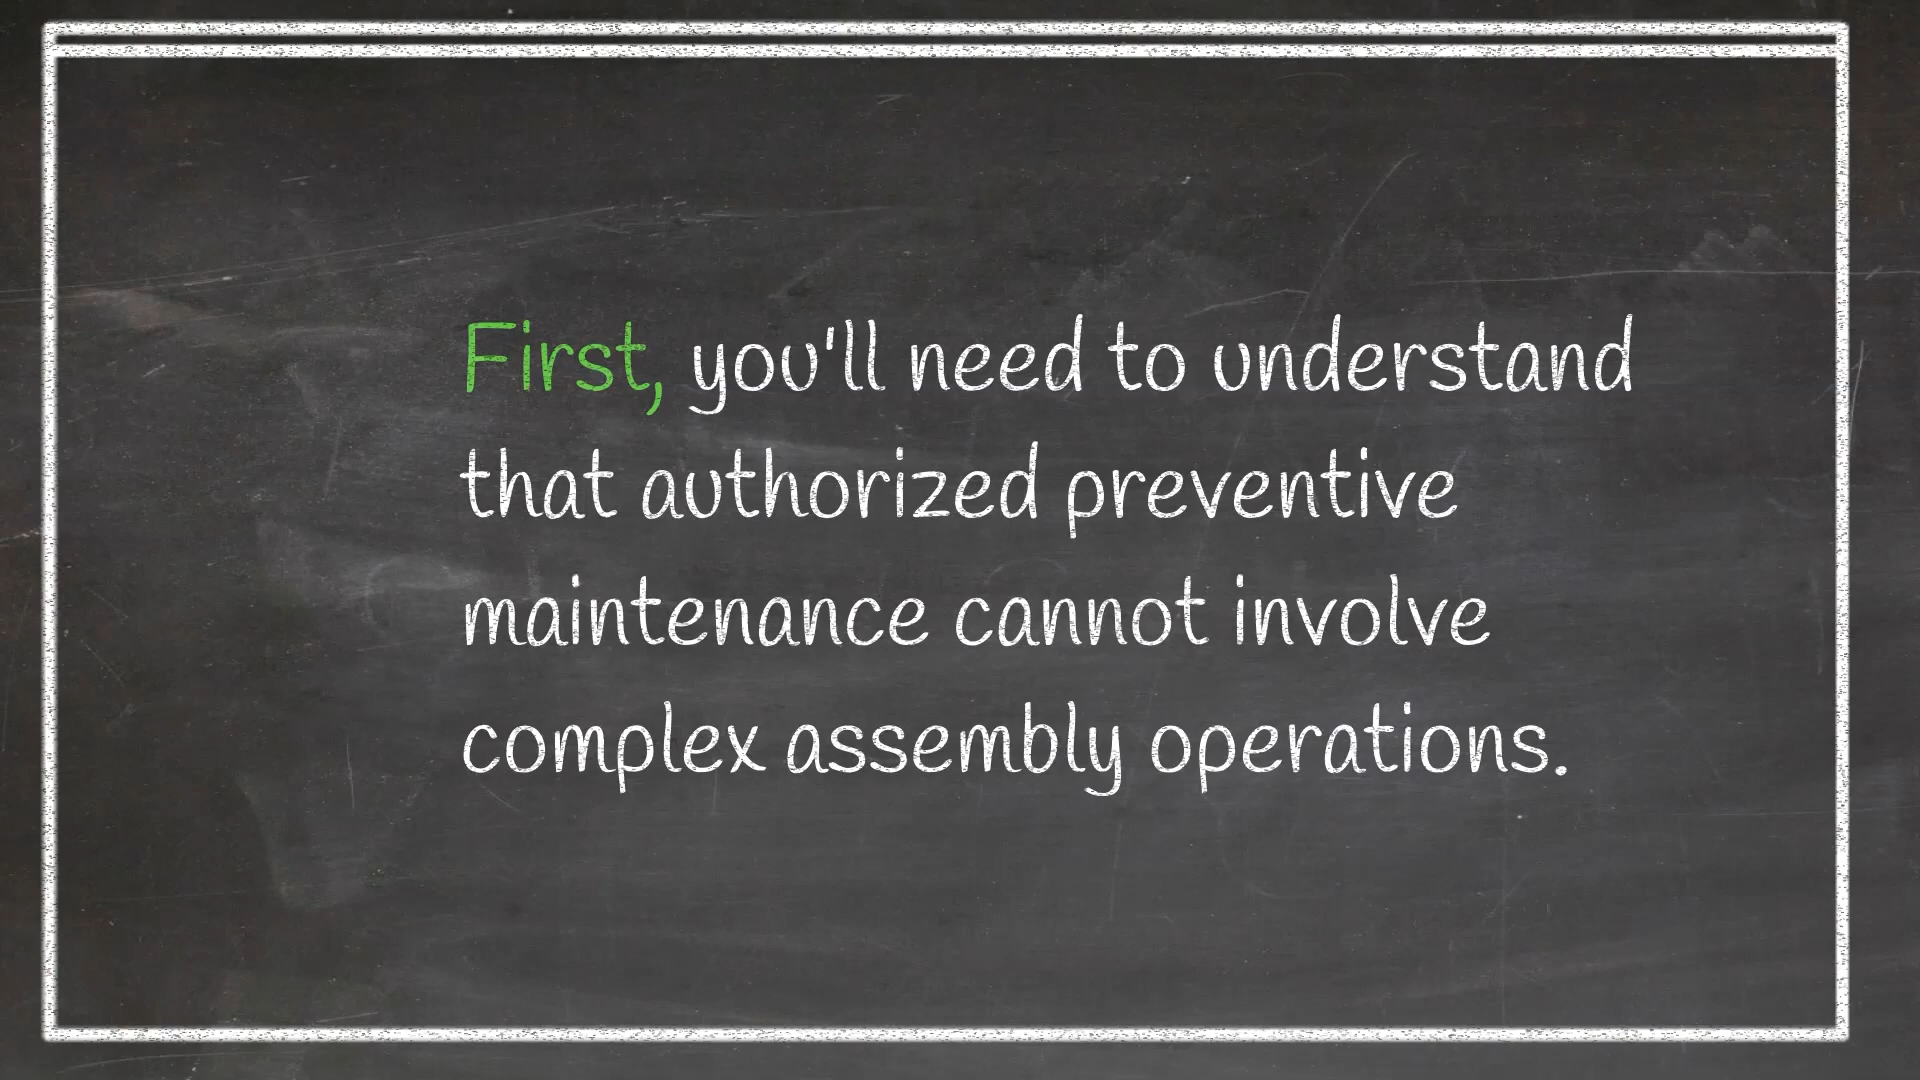 First, you'll need to understand
that authorized preventive
maintenance cannot involve
complex assembly operations.